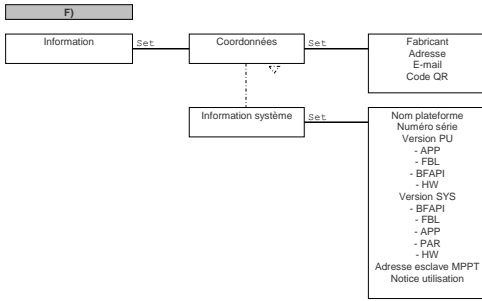 F)
Information
Set
Coordonnées
Set
Fabricant
Adresse
E-mail
Code QR
Information système
Set
Nom plateforme
Numéro série
Version PU
- APP
- FBL
- BFAPI
- HW
Version SYS
- BFAPI
- FBL
- APP
- PAR
- HW
Adresse esclave MPPT
Notice utilisation